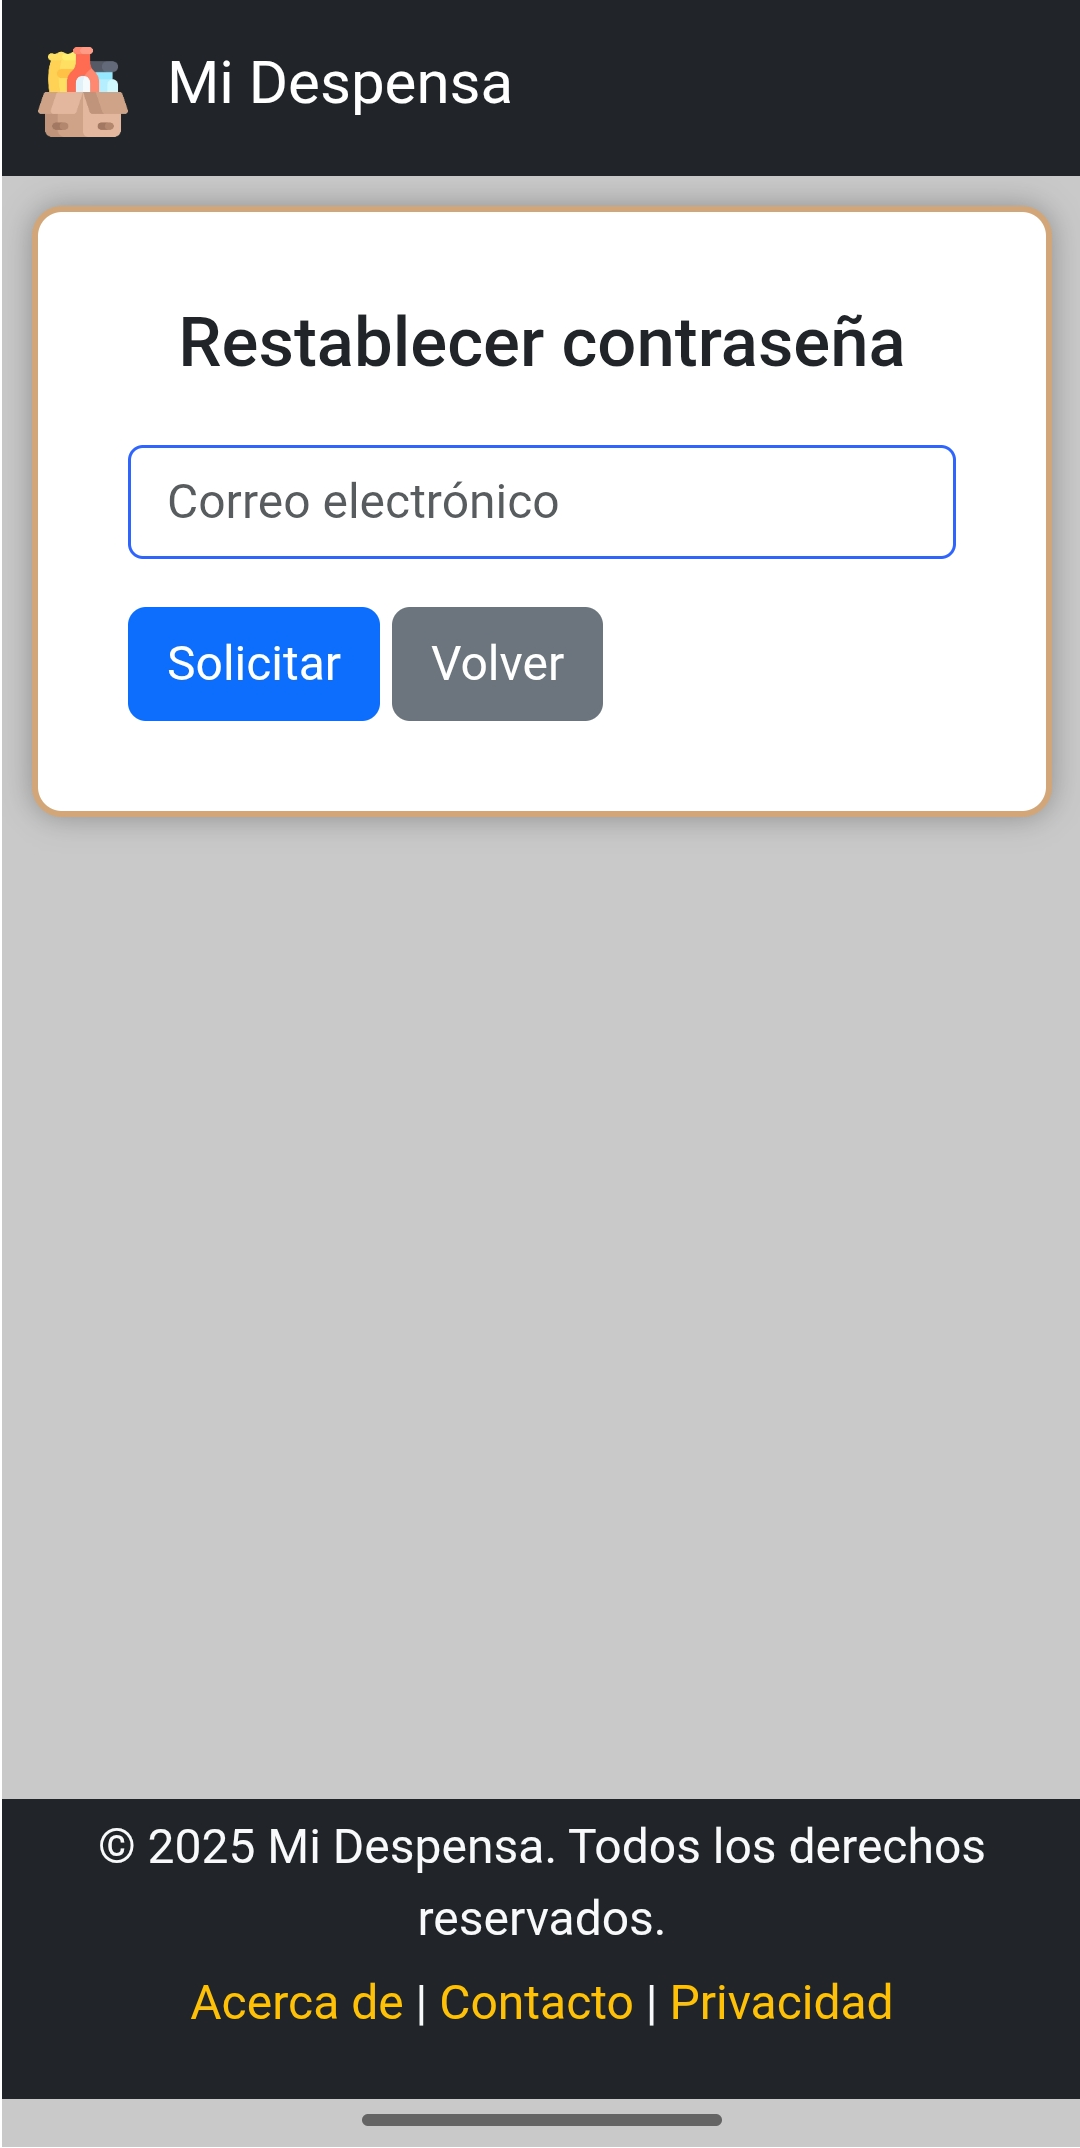 Mi Despensa
Restablecer contraseña
Correo electrónico
Solicitar Volver
© 2025 Mi Despensa. Todos los derechos
reservados.
Acerca de | Contacto | Privacidad